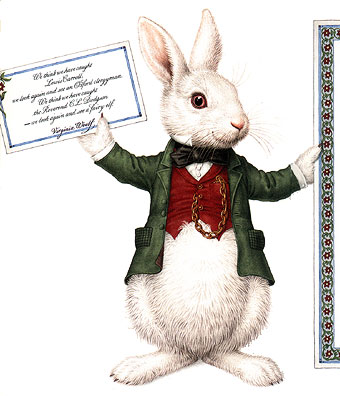 We think we have caught
Lewis Carroll;
we look again and see an Oxford clergyman.
We think we have caught
the Reverend C.L. Dodgson
— we look again and see a fairy elf.
Virginia Woolf